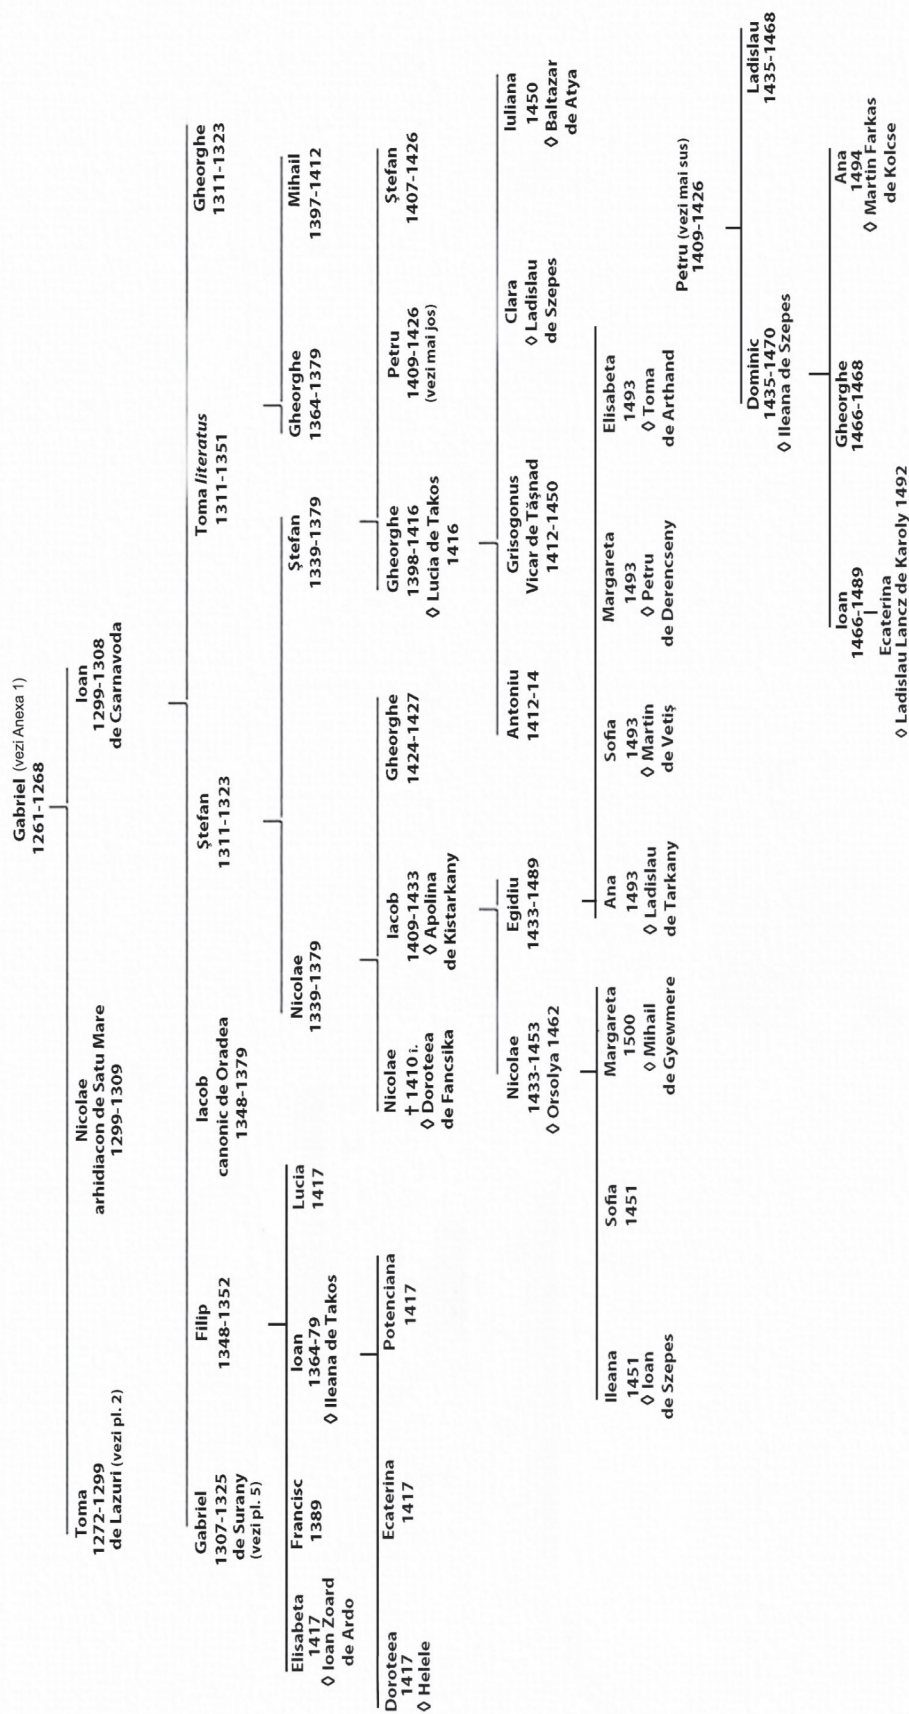 Gabriel (vezi Anexa 1)
1261-1268
Toma
1272-1299
de Lazuri (vezi pl. 2)
Nicolae
arhidiacon de Satu Mare
1299-1309
Ioan
1299-1308
de Csarnavoda
Gabriel
1307-1325
de Surany
(vezi pl. 5)
Filip
1348-1352
Iacob
canonic de Oradea
1348-1379
Ștefan
1311-1323
Toma literatus
1311-1351
Gheorghe
1311-1323
Elisabeta
1417
◊ Ioan Zoard
de Ardo
Francisc
1389
Ioan
1364-79
◊ Ileana de Takos
Lucia
1417
Nicolae
1339-1379
Ștefan
1339-1379
Gheorghe
1364-1379
Mihail
1397-1412
Doroteea
1417
◊ Helele
Ecaterina
1417
Potenciana
1417
Nicolae
† 1410 i.
◊ Doroteea
de Fancsika
Iacob
1409-1433
◊ Apolina
de Kistarkany
Gheorghe
1424-1427
Gheorghe
1398-1416
◊ Lucia de Takos
1416
Petru
1409-1426
(vezi mai jos)
Ștefan
1407-1426
Nicolae
1433-1453
◊ Orsolya 1462
Egidiu
1433-1489
Antoniu
1412-14
Grisogonus
Vicar de Tășnad
1412-1450
Clara
◊ Ladislau
de Szepes
Iuliana
1450
◊ Baltazar
de Atya
Ileana
1451
◊ Ioan
de Szepes
Sofia
1451
Margareta
1500
◊ Mihail
de Gyewmere
Ana
1493
◊ Ladislau
de Tarkany
Sofia
1493
◊ Martin
de Vetiș
Margareta
1493
◊ Petru
de Derencseny
Elisabeta
1493
◊ Toma
de Arthand
Petru (vezi mai sus)
1409-1426
Dominic
1435-1470
◊ Ileana de Szepes
Ladislau
1435-1468
Ioan
1466-1489
Gheorghe
1466-1468
Ana
1494
◊ Martin Farkas
de Kolcse
Ecaterina
◊ Ladislau Lancz de Karoly 1492